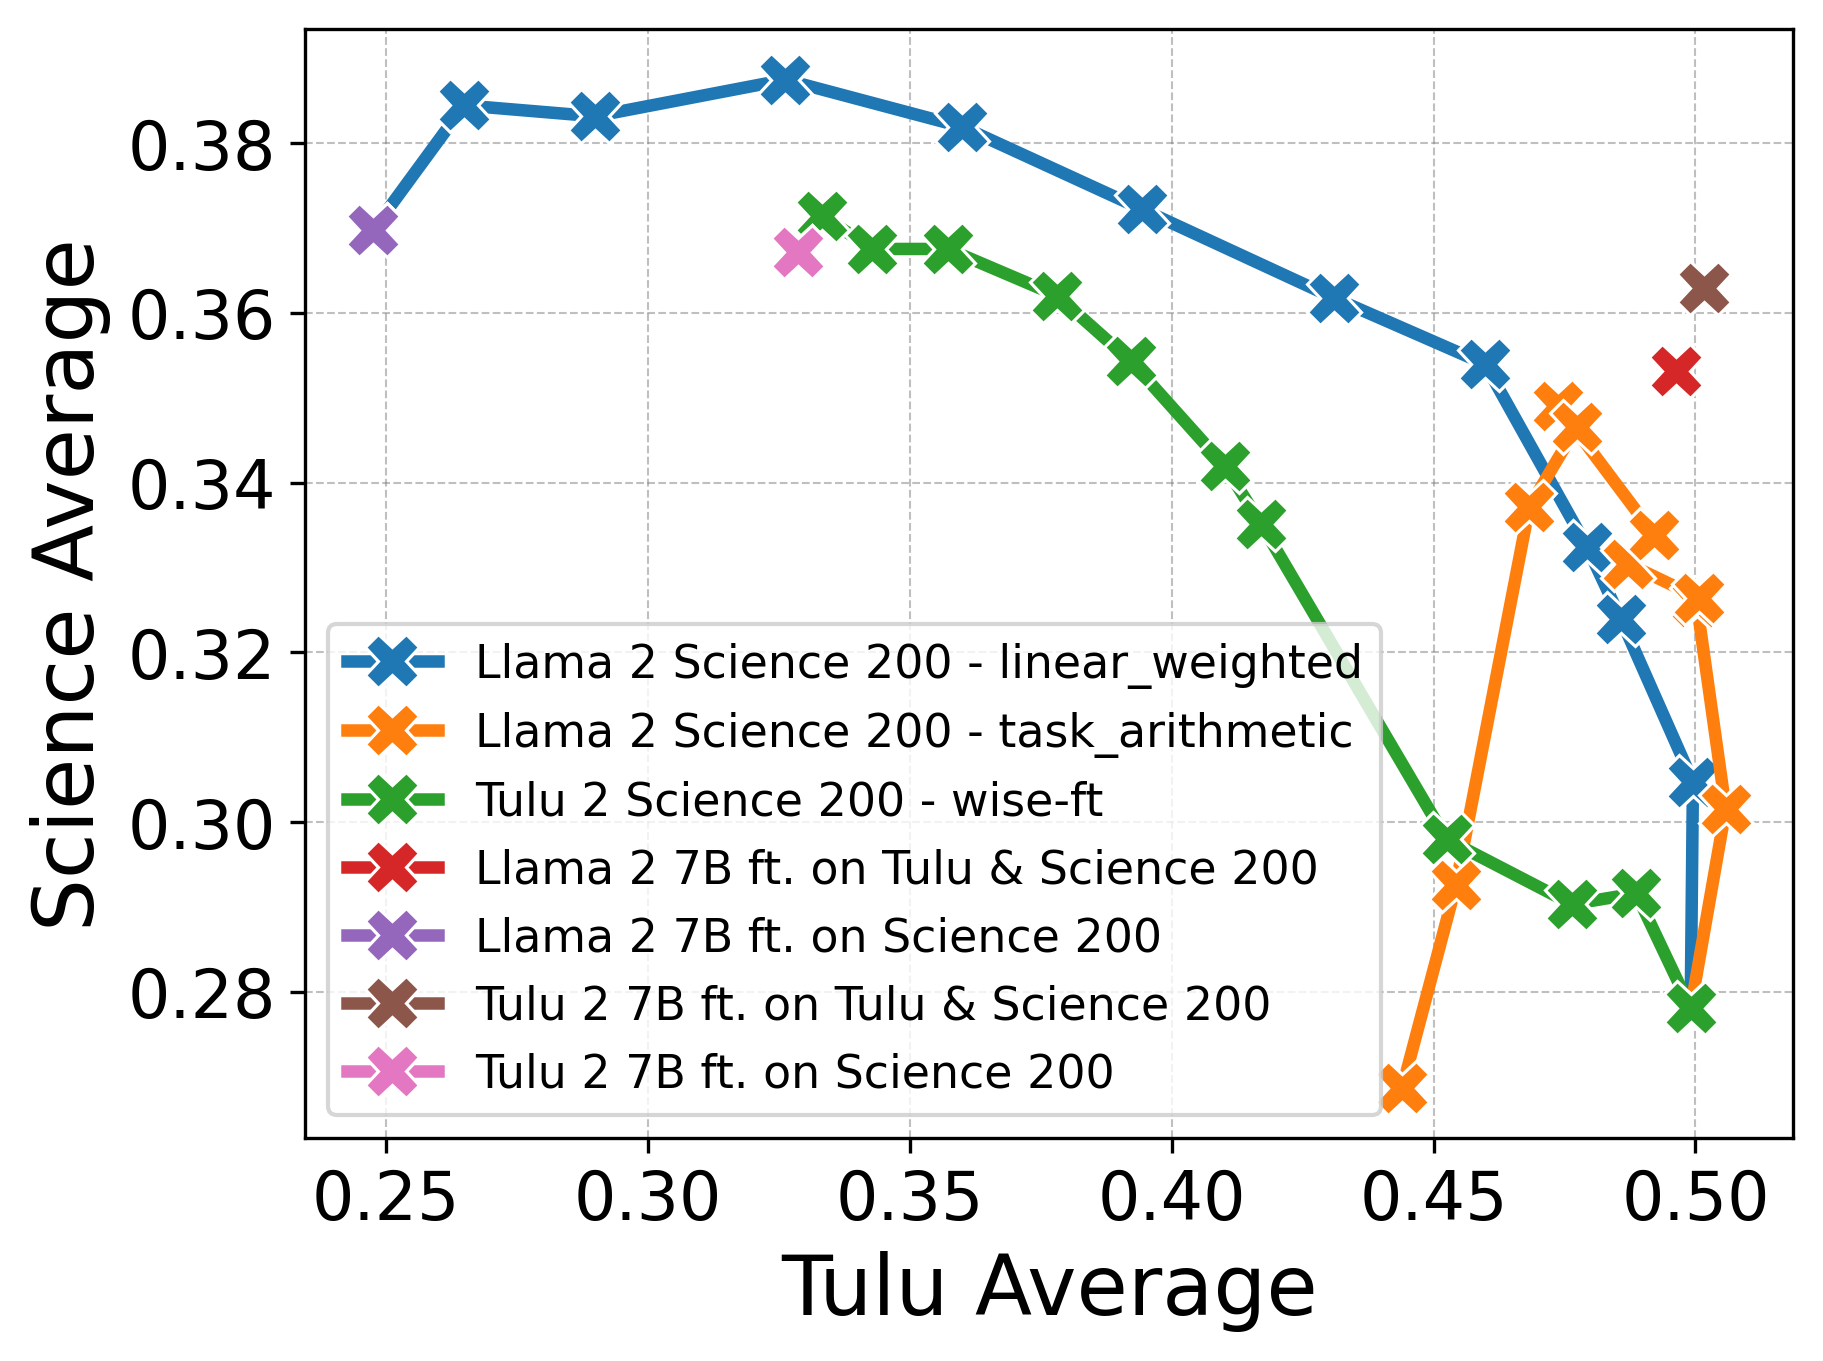 Science Average
0.38
0.36
0.34
0.32
0.30
0.28
Llama 2 Science 200 - linear_weighted
Llama 2 Science 200 - task_arithmetic
Tulu 2 Science 200 - wise-ft
Llama 2 7B ft. on Tulu & Science 200
Llama 2 7B ft. on Science 200
Tulu 2 7B ft. on Tulu & Science 200
Tulu 2 7B ft. on Science 200
0.25 0.30 0.35 0.40 0.45 0.50
Tulu Average